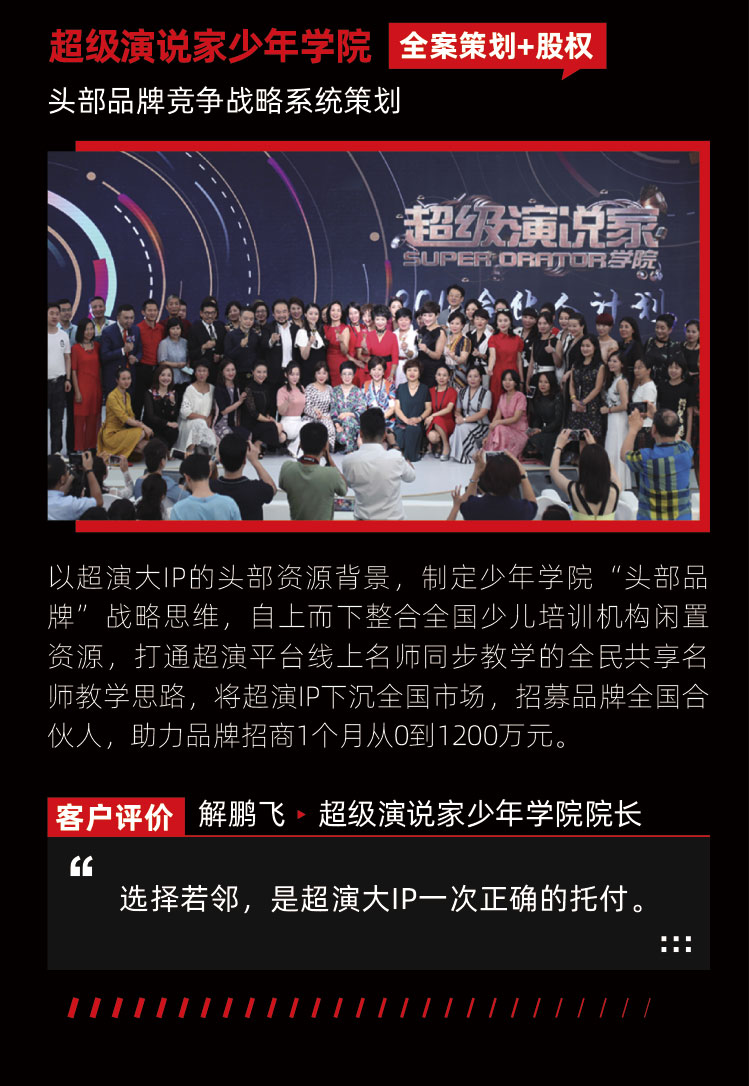 超级演说家少年学院
全案策划+股权
头部品牌竞争战略系统策划
超级演说家
SUPER ORATOR学院
合伙人计划
以超演大IP的头部资源背景，制定少年学院“头部品
牌”战略思维，自上而下整合全国少儿培训机构闲置
资源，打通超演平台线上名师同步教学的全民共享名
师教学思路，将超演IP下沉全国市场，招募品牌全国合
伙人，助力品牌招商1个月从0到1200万元。
客户评价 解鹏飞 ▸ 超级演说家少年学院院长
“
选择若邻，是超演大IP一次正确的托付。